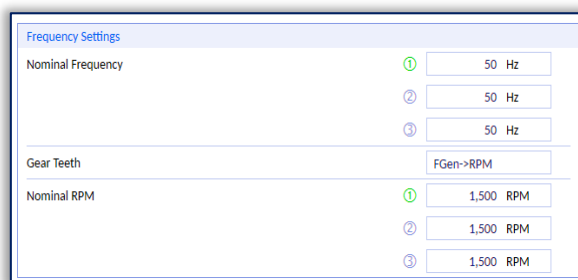 Frequency Settings
Nominal Frequency ① 50 Hz
② 50 Hz
③ 50 Hz
Gear Teeth FGen->RPM
Nominal RPM ① 1,500 RPM
② 1,500 RPM
③ 1,500 RPM